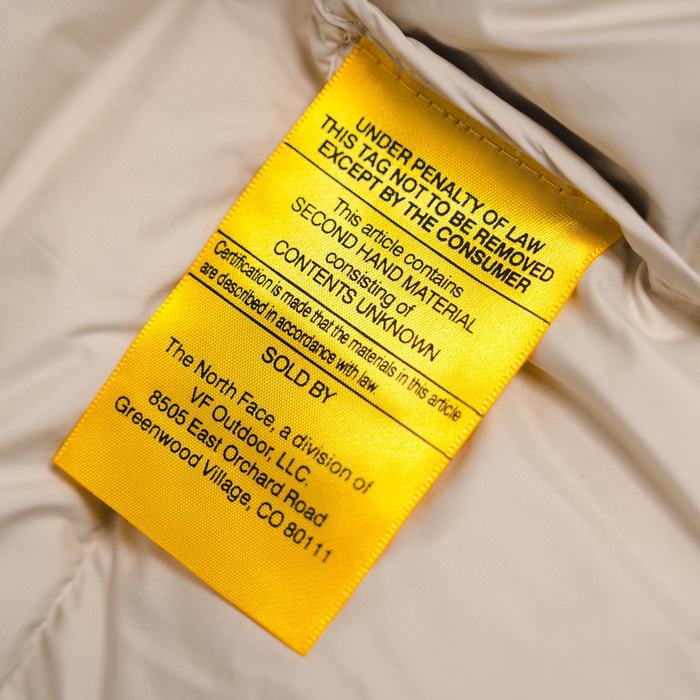 UNDER PENALTY OF LAW
THIS TAG NOT TO BE REMOVED
EXCEPT BY THE CONSUMER
This article contains
SECOND HAND MATERIAL
consisting of
CONTENTS UNKNOWN
Certification is made that the materials in this article
are described in accordance with law.
SOLD BY
The North Face, a division of
VF Outdoor, LLC.
8505 East Orchard Road
Greenwood Village, CO 80111